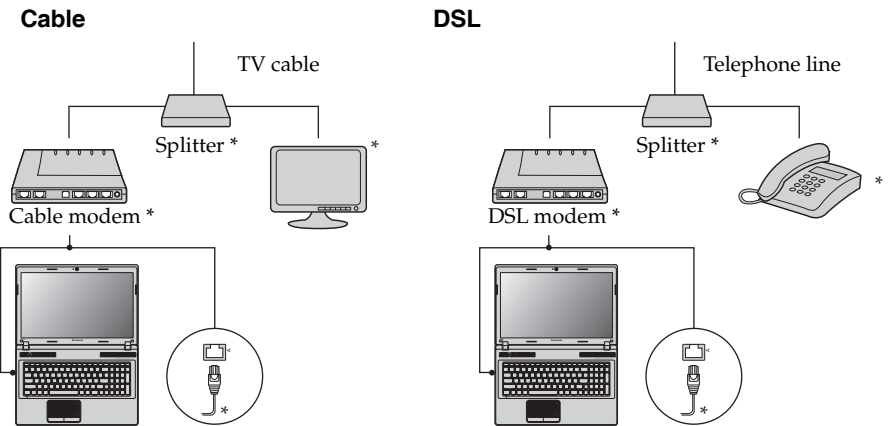 Cable
TV cable
Splitter *
*
Cable modem *
*
DSL
Telephone line
Splitter *
*
DSL modem *
*